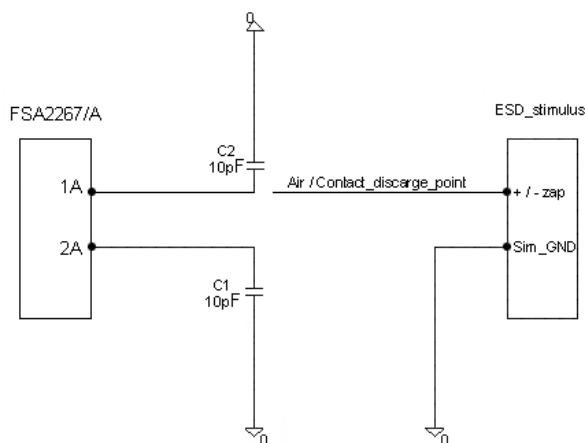 0
FSA2267/A
ESD_stimulus
C2
10pF
1A
Air / Contact_discarge_point
+ / - zap
2A
Sim_GND
C1
10pF
0
0